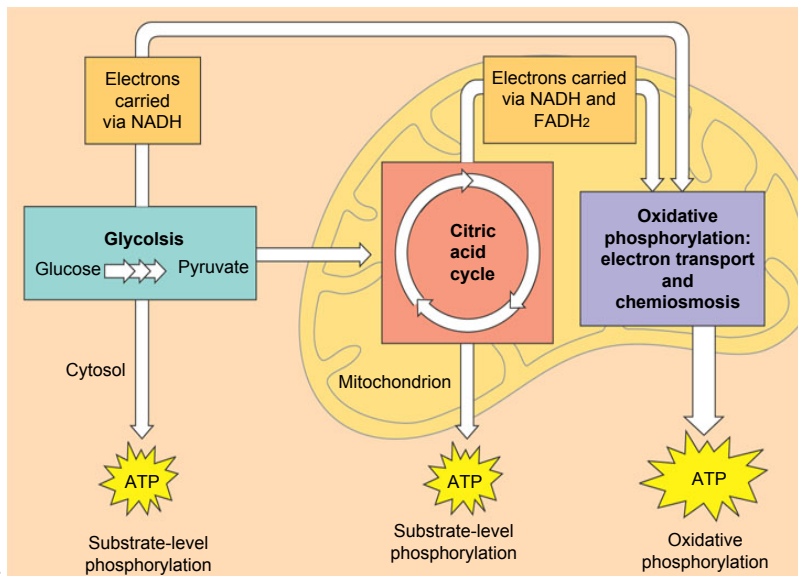 Electrons
carried
via NADH
Electrons carried
via NADH and
FADH2
Glycolsis
Glucose
Pyruvate
Citric
acid
cycle
Oxidative
phosphorylation:
electron transport
and
chemiosmosis
Cytosol
Mitochondrion
ATP
ATP
ATP
Substrate-level
phosphorylation
Substrate-level
phosphorylation
Oxidative
phosphorylation